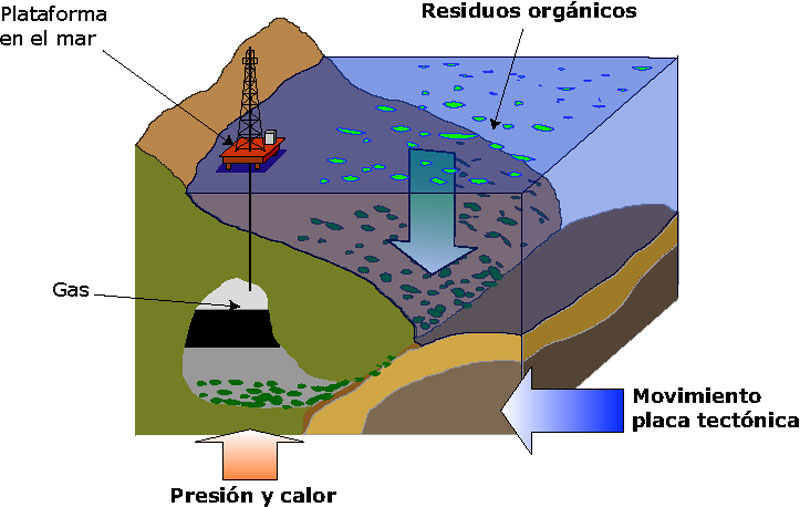 Plataforma
en el mar
Residuos orgánicos
Gas
Movimiento
placa tectónica
Presión y calor